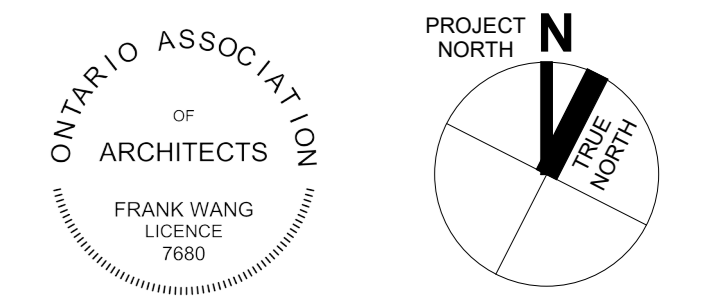 ONTARIO ASSOCIATION
OF
ARCHITECTS
FRANK WANG
LICENCE
7680
PROJECT
NORTH
N
TRUE
NORTH